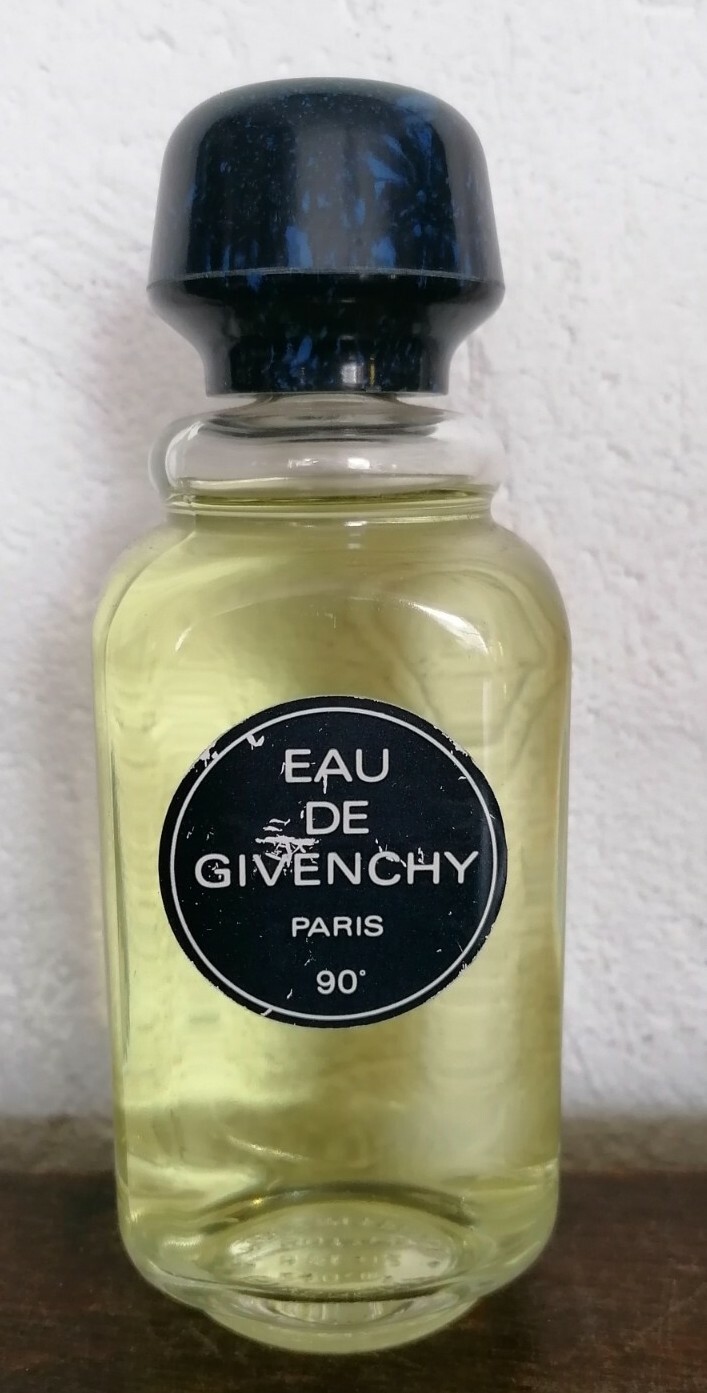 EAU
DE
GIVENCHY
PARIS
90°